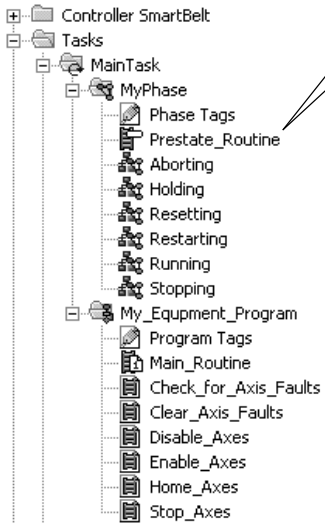 Controller SmartBelt
Tasks
MainTask
MyPhase
Phase Tags
Prestate_Routine
Aborting
Holding
Resetting
Restarting
Running
Stopping
My_Equpment_Program
Program Tags
Main_Routine
Check_for_Axis_Faults
Clear_Axis_Faults
Disable_Axes
Enable_Axes
Home_Axes
Stop_Axes